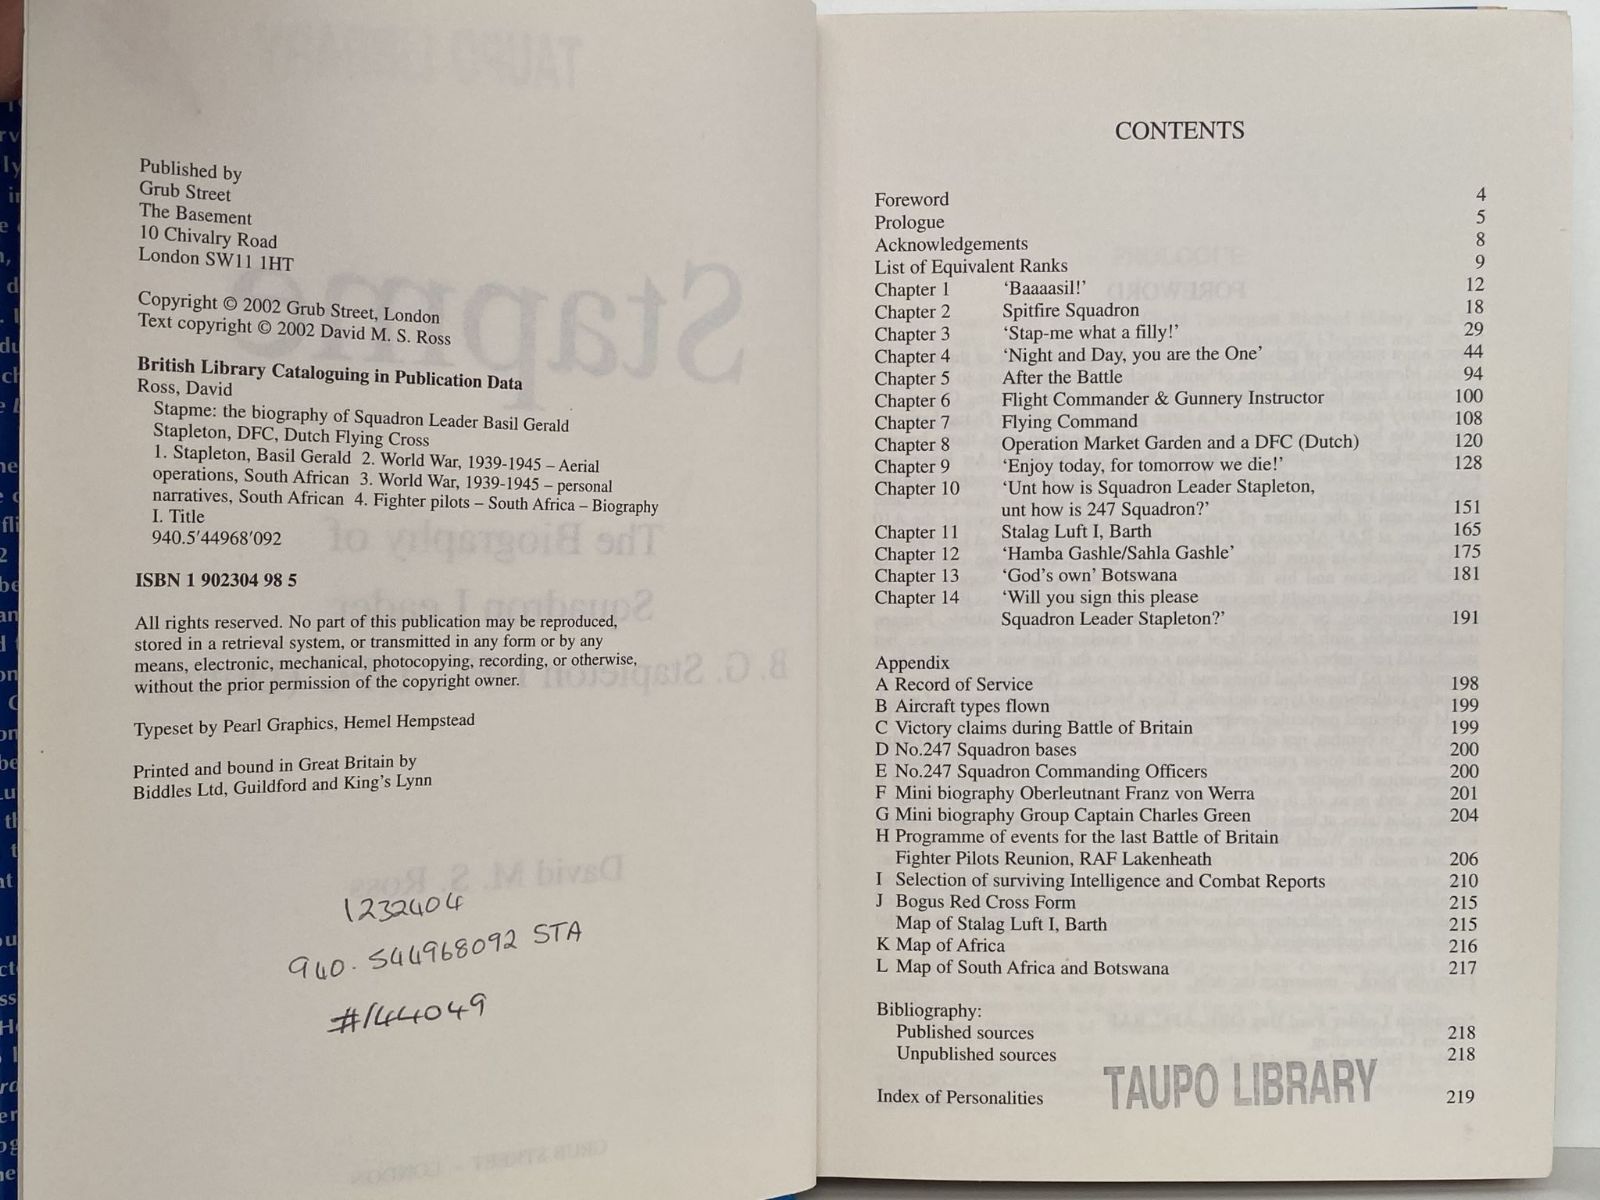 Published by
Grub Street
The Basement
10 Chivalry Road
London SW11 1HT
Copyright © 2002 Grub Street, London
Text copyright © 2002 David M. S. Ross
British Library Cataloguing in Publication Data
Ross, David
Stapme: the biography of Squadron Leader Basil Gerald
Stapleton, DFC, Dutch Flying Cross
1. Stapleton, Basil Gerald 2. World War, 1939-1945 – Aerial
operations, South African 3. World War, 1939-1945 – personal
narratives, South African 4. Fighter pilots – South Africa – Biography
I. Title
940.5'44968'092
ISBN 1 902304 98 5
All rights reserved. No part of this publication may be reproduced,
stored in a retrieval system, or transmitted in any form or by any
means, electronic, mechanical, photocopying, recording, or otherwise,
without the prior permission of the copyright owner.
Typeset by Pearl Graphics, Hemel Hempstead
Printed and bound in Great Britain by
Biddles Ltd, Guildford and King's Lynn
1232404
940.544968092 STA
#144049
CONTENTS
Foreword 4
Prologue 5
Acknowledgements 8
List of Equivalent Ranks 9
Chapter 1 'Baaaasil!' 12
Chapter 2 Spitfire Squadron 18
Chapter 3 'Stap-me what a filly!' 29
Chapter 4 'Night and Day, you are the One' 44
Chapter 5 After the Battle 94
Chapter 6 Flight Commander & Gunnery Instructor 100
Chapter 7 Flying Command 108
Chapter 8 Operation Market Garden and a DFC (Dutch) 120
Chapter 9 'Enjoy today, for tomorrow we die!' 128
Chapter 10 'Unt how is Squadron Leader Stapleton,
unt how is 247 Squadron?' 151
Chapter 11 Stalag Luft I, Barth 165
Chapter 12 'Hamba Gashle/Sahla Gashle' 175
Chapter 13 'God's own' Botswana 181
Chapter 14 'Will you sign this please
Squadron Leader Stapleton?' 191
Appendix
A Record of Service 198
B Aircraft types flown 199
C Victory claims during Battle of Britain 199
D No.247 Squadron bases 200
E No.247 Squadron Commanding Officers 200
F Mini biography Oberleutnant Franz von Werra 201
G Mini biography Group Captain Charles Green 204
H Programme of events for the last Battle of Britain
Fighter Pilots Reunion, RAF Lakenheath 206
I Selection of surviving Intelligence and Combat Reports 210
J Bogus Red Cross Form 215
Map of Stalag Luft I, Barth 215
K Map of Africa 216
L Map of South Africa and Botswana 217
Bibliography:
Published sources 218
Unpublished sources 218
Index of Personalities 219
TAUPO LIBRARY